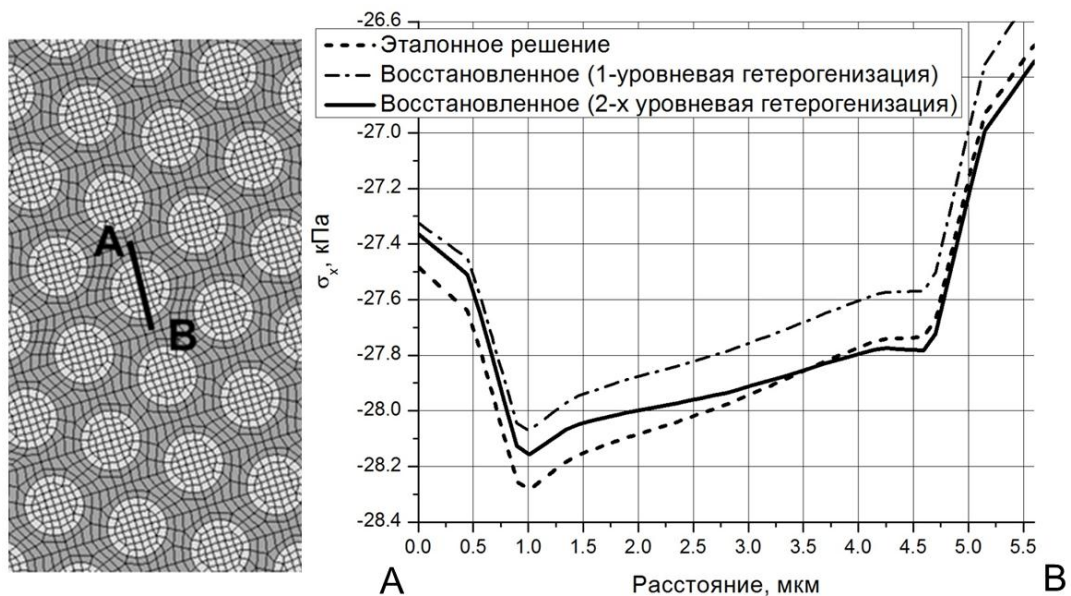 A
B
Эталонное решение
Восстановленное (1-уровневая гетерогенизация)
Восстановленное (2-х уровневая гетерогенизация)
-26.6
-27.0
-27.2
-27.4
-27.6
-27.8
-28.0
-28.2
-28.4
σx, кПа
0.0 0.5 1.0 1.5 2.0 2.5 3.0 3.5 4.0 4.5 5.0 5.5
A
B
Расстояние, мкм